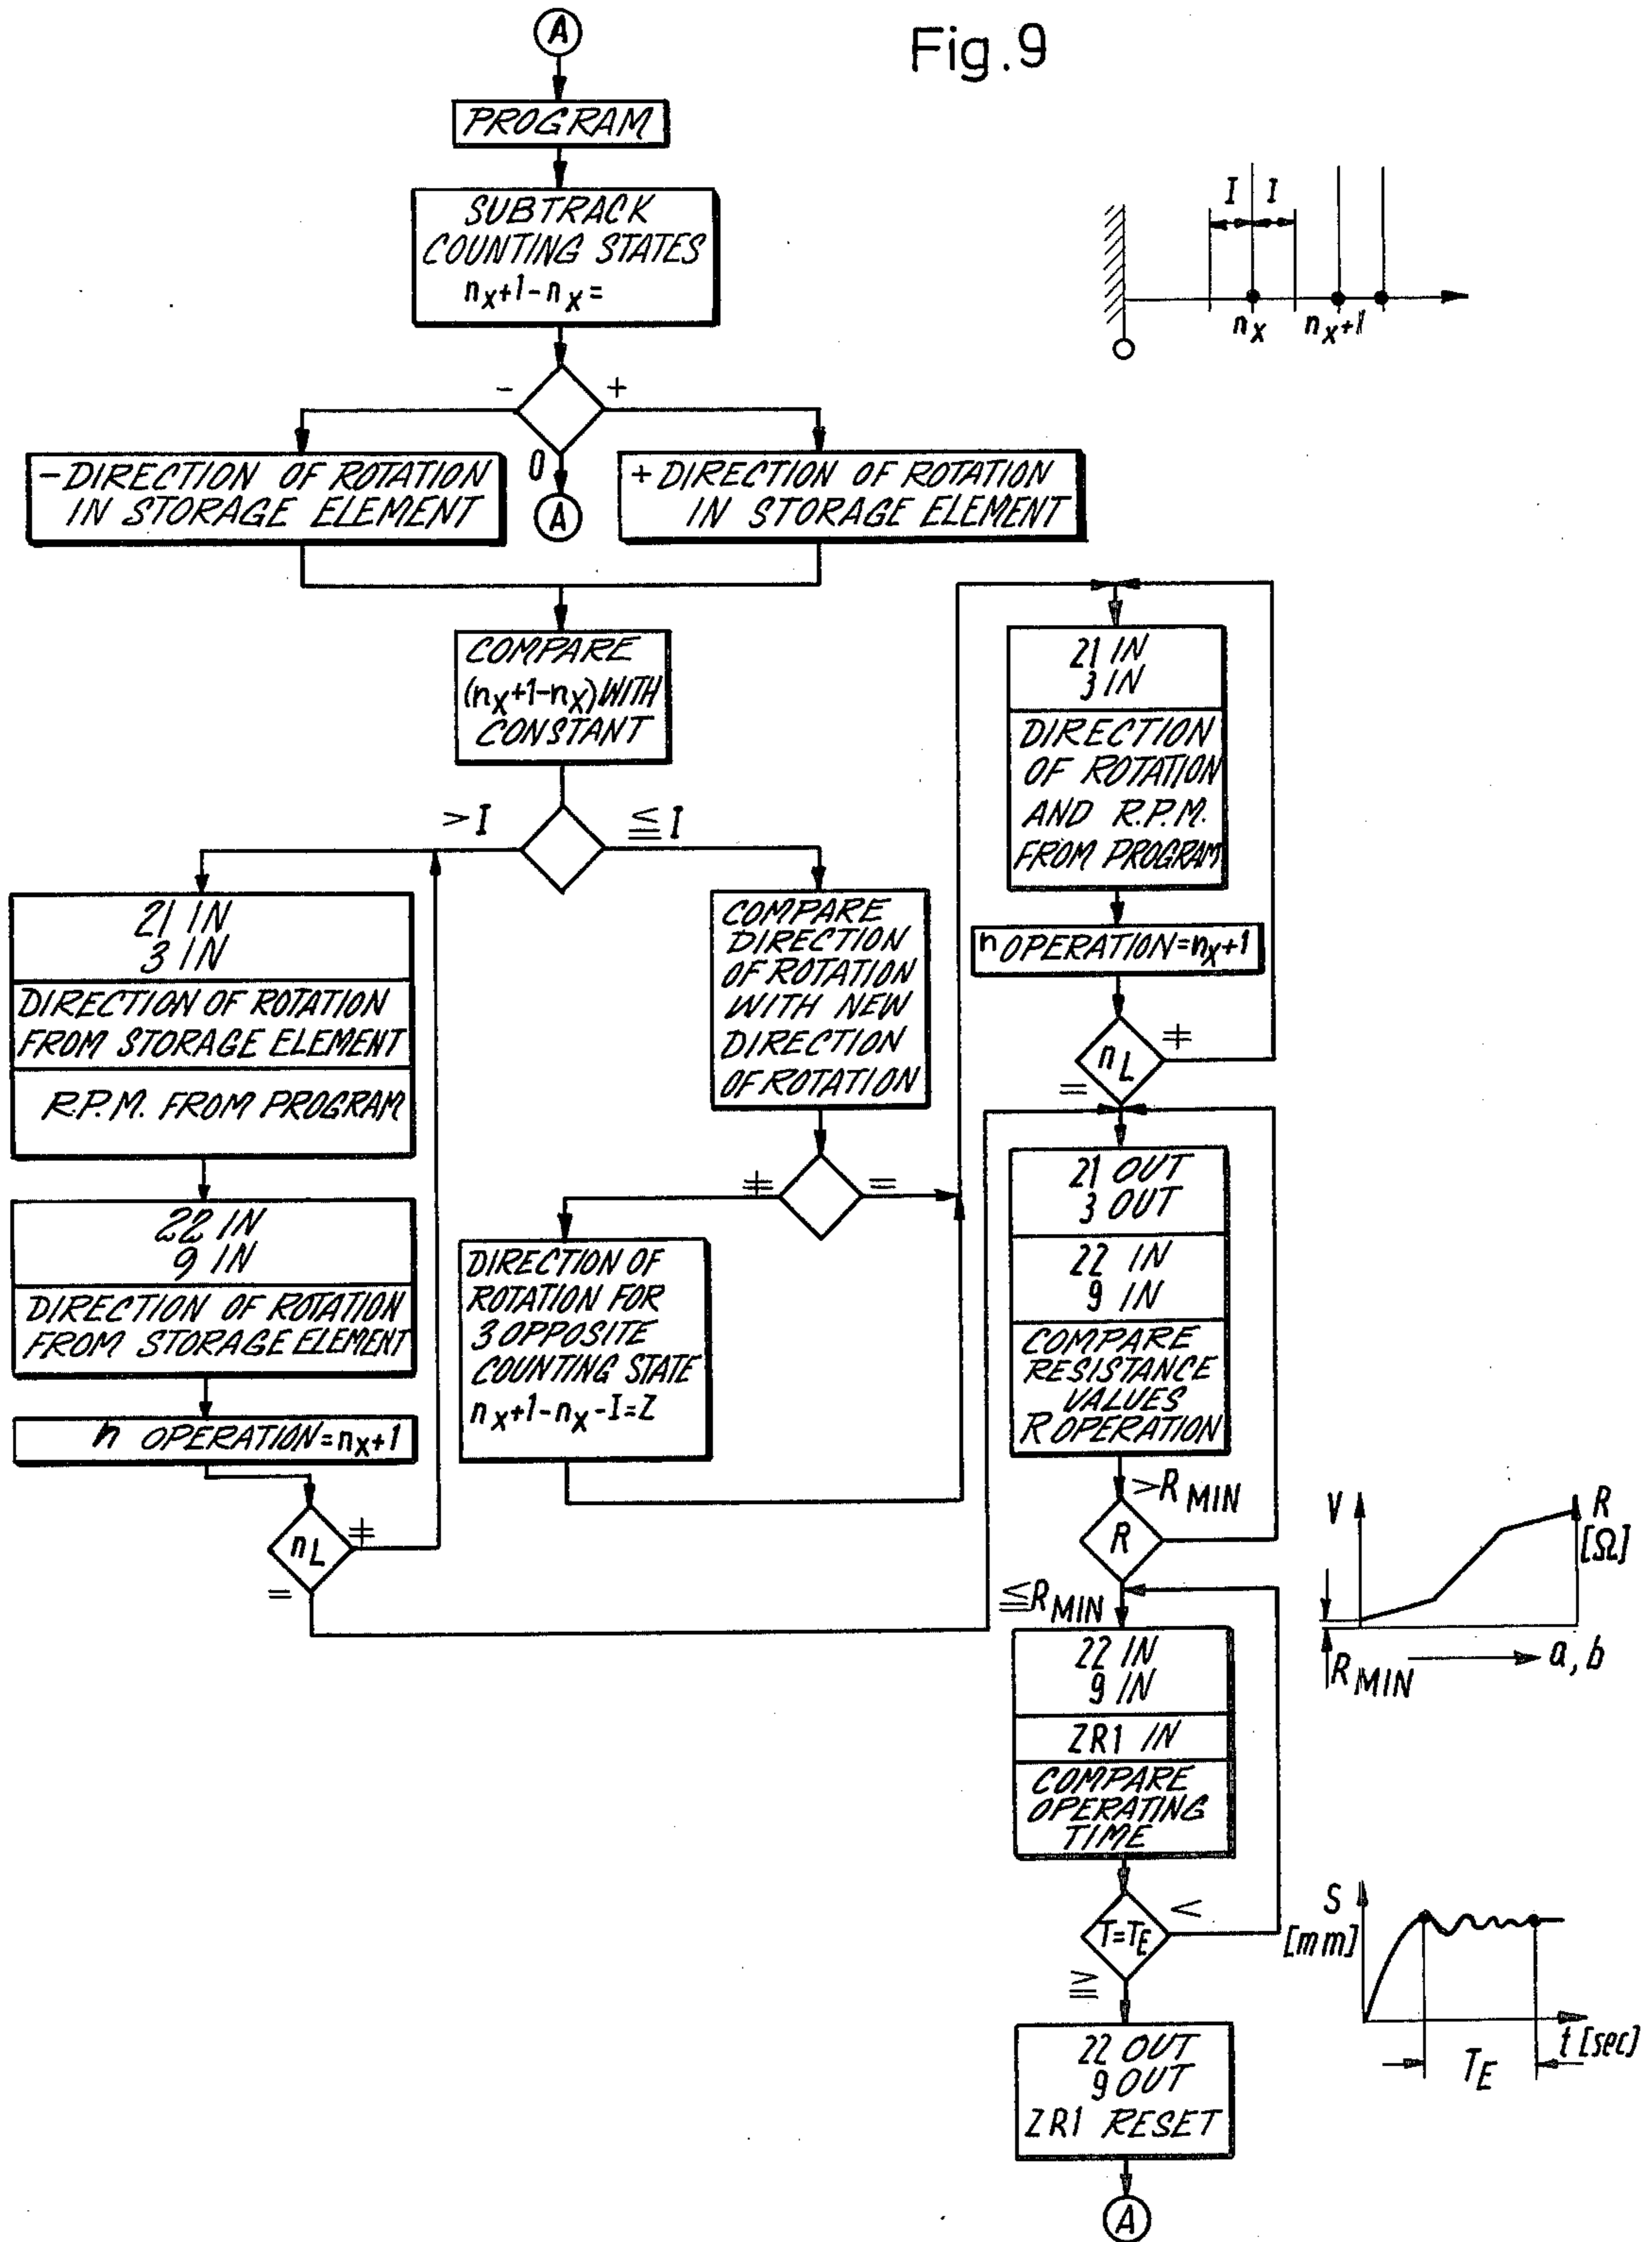 Fig. 9
A
PROGRAM
SUBTRACK
COUNTING STATES
nx+1-nx=
I I
nx nx+1
- +
0
A
-DIRECTION OF ROTATION
IN STORAGE ELEMENT
+DIRECTION OF ROTATION
IN STORAGE ELEMENT
COMPARE
(nx+1-nx) WITH
CONSTANT
>I ≦I
21 IN
3 IN
DIRECTION OF ROTATION
FROM STORAGE ELEMENT
R.P.M. FROM PROGRAM
22 IN
9 IN
DIRECTION OF ROTATION
FROM STORAGE ELEMENT
n OPERATION=nx+1
nL
≠
=
COMPARE
DIRECTION
OF ROTATION
WITH NEW
DIRECTION
OF ROTATION
≠ =
DIRECTION OF
ROTATION FOR
3 OPPOSITE
COUNTING STATE
nx+1-nx-I=Z
21 IN
3 IN
DIRECTION
OF ROTATION
AND R.P.M.
FROM PROGRAM
n OPERATION=nx+1
nL
≠
=
21 OUT
3 OUT
22 IN
9 IN
COMPARE
RESISTANCE
VALUES
R OPERATION
>R MIN
R
≦R MIN
22 IN
9 IN
ZR1 IN
COMPARE
OPERATING
TIME
T=TE
<
≧
22 OUT
9 OUT
ZR1 RESET
A
V R
[Ω]
R MIN
a, b
S
[mm]
t [sec]
TE